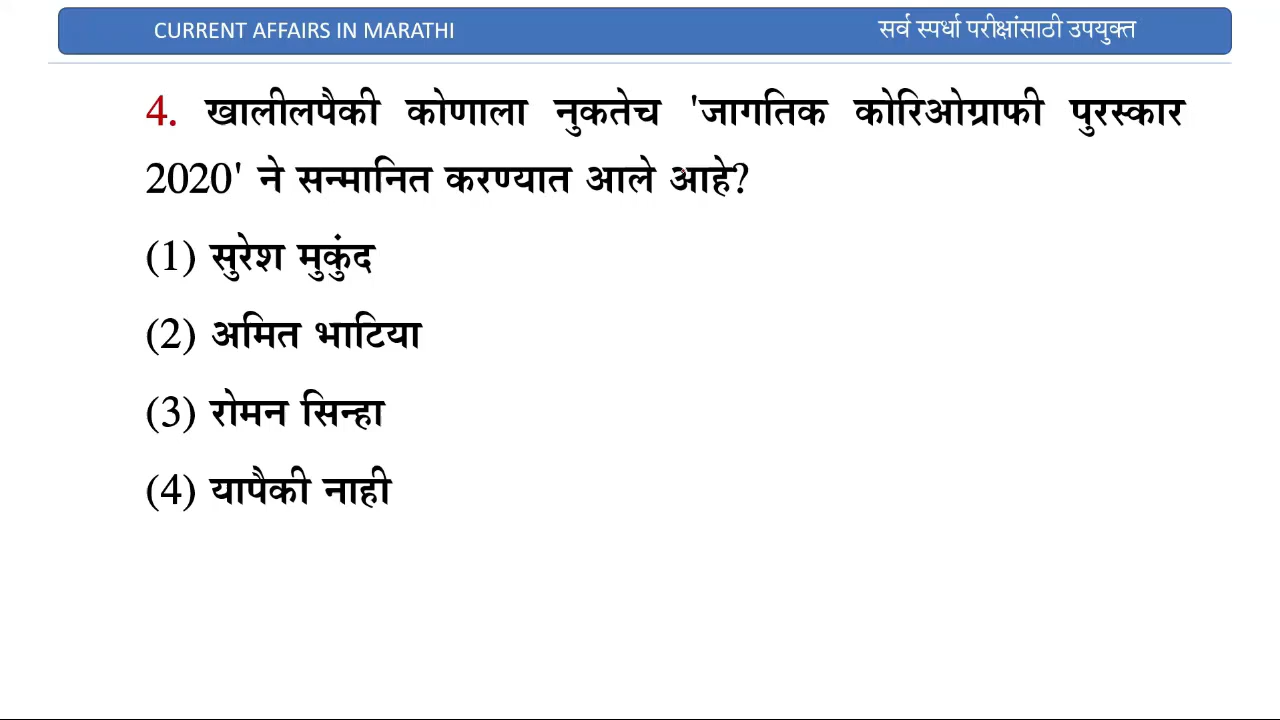 CURRENT AFFAIRS IN MARATHI सर्व स्पर्धा परीक्षांसाठी उपयुक्त
4. खालीलपैकी कोणाला नुकतेच 'जागतिक कोरिओग्राफी पुरस्कार
2020' ने सन्मानित करण्यात आले आहे?
(1) सुरेश मुकुंद
(2) अमित भाटिया
(3) रोमन सिन्हा
(4) यापैकी नाही